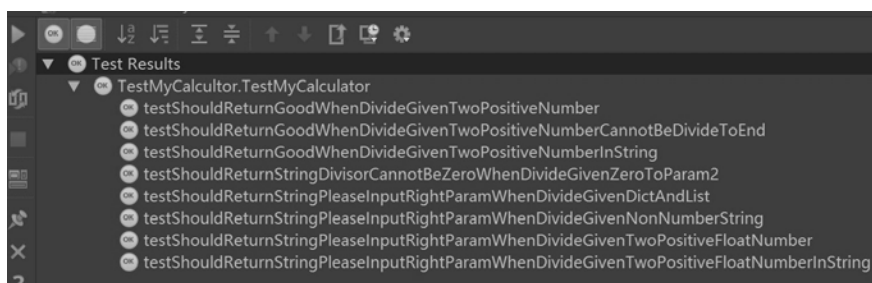 Test Results
TestMyCalcultor.TestMyCalculator
testShouldReturnGoodWhenDivideGivenTwoPositiveNumber
testShouldReturnGoodWhenDivideGivenTwoPositiveNumberCannotBeDivideToEnd
testShouldReturnGoodWhenDivideGivenTwoPositiveNumberInString
testShouldReturnStringDivisorCannotBeZeroWhenDivideGivenZeroToParam2
testShouldReturnStringPleaseInputRightParamWhenDivideGivenDictAndList
testShouldReturnStringPleaseInputRightParamWhenDivideGivenNonNumberString
testShouldReturnStringPleaseInputRightParamWhenDivideGivenTwoPositiveFloatNumber
testShouldReturnStringPleaseInputRightParamWhenDivideGivenTwoPositiveFloatNumberInString